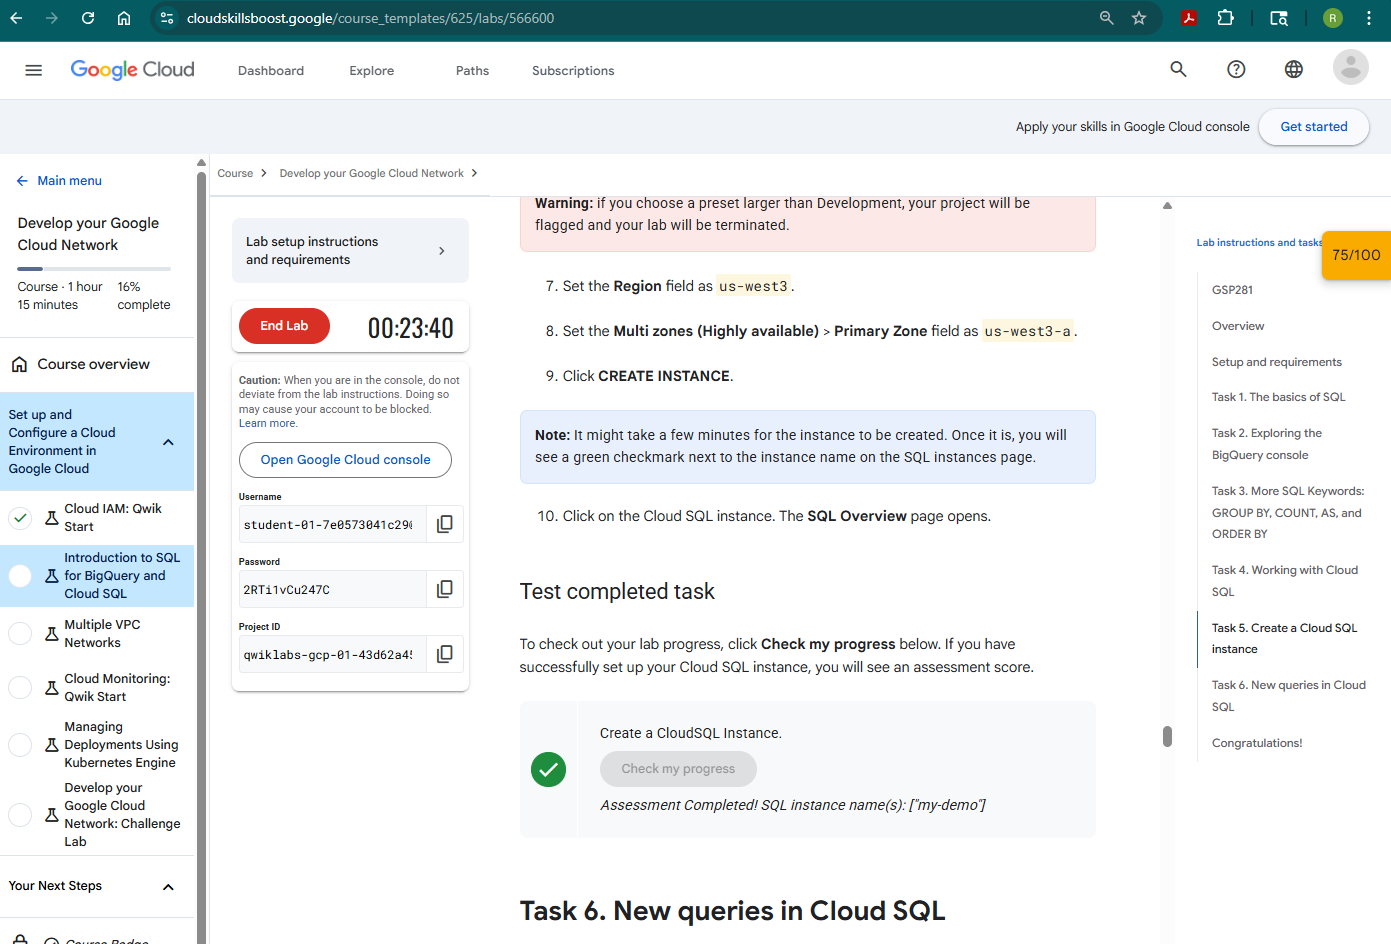 cloudskillsboost.google/course_templates/625/labs/566600
R
Google Cloud
Dashboard
Explore
Paths
Subscriptions
Apply your skills in Google Cloud console
Get started
Main menu
Develop your Google
Cloud Network
Course · 1 hour
15 minutes
16%
complete
Course overview
Set up and
Configure a Cloud
Environment in
Google Cloud
Cloud IAM: Qwik
Start
Introduction to SQL
for BigQuery and
Cloud SQL
Multiple VPC
Networks
Cloud Monitoring:
Qwik Start
Managing
Deployments Using
Kubernetes Engine
Develop your
Google Cloud
Network: Challenge
Lab
Your Next Steps
Course Badge
Course
Develop your Google Cloud Network
Lab setup instructions
and requirements
End Lab
00:23:40
Caution: When you are in the console, do not
deviate from the lab instructions. Doing so
may cause your account to be blocked.
Learn more.
Open Google Cloud console
Username
student-01-7e0573041c290
Password
2RTi1vCu247C
Project ID
qwiklabs-gcp-01-43d62a45
Warning: if you choose a preset larger than Development, your project will be
flagged and your lab will be terminated.
7. Set the Region field as us-west3.
8. Set the Multi zones (Highly available) > Primary Zone field as us-west3-a.
9. Click CREATE INSTANCE.
Note: It might take a few minutes for the instance to be created. Once it is, you will
see a green checkmark next to the instance name on the SQL instances page.
10. Click on the Cloud SQL instance. The SQL Overview page opens.
Test completed task
To check out your lab progress, click Check my progress below. If you have
successfully set up your Cloud SQL instance, you will see an assessment score.
Create a CloudSQL Instance.
Check my progress
Assessment Completed! SQL instance name(s): ["my-demo"]
Task 6. New queries in Cloud SQL
Lab instructions and tasks
75/100
GSP281
Overview
Setup and requirements
Task 1. The basics of SQL
Task 2. Exploring the
BigQuery console
Task 3. More SQL Keywords:
GROUP BY, COUNT, AS, and
ORDER BY
Task 4. Working with Cloud
SQL
Task 5. Create a Cloud SQL
instance
Task 6. New queries in Cloud
SQL
Congratulations!